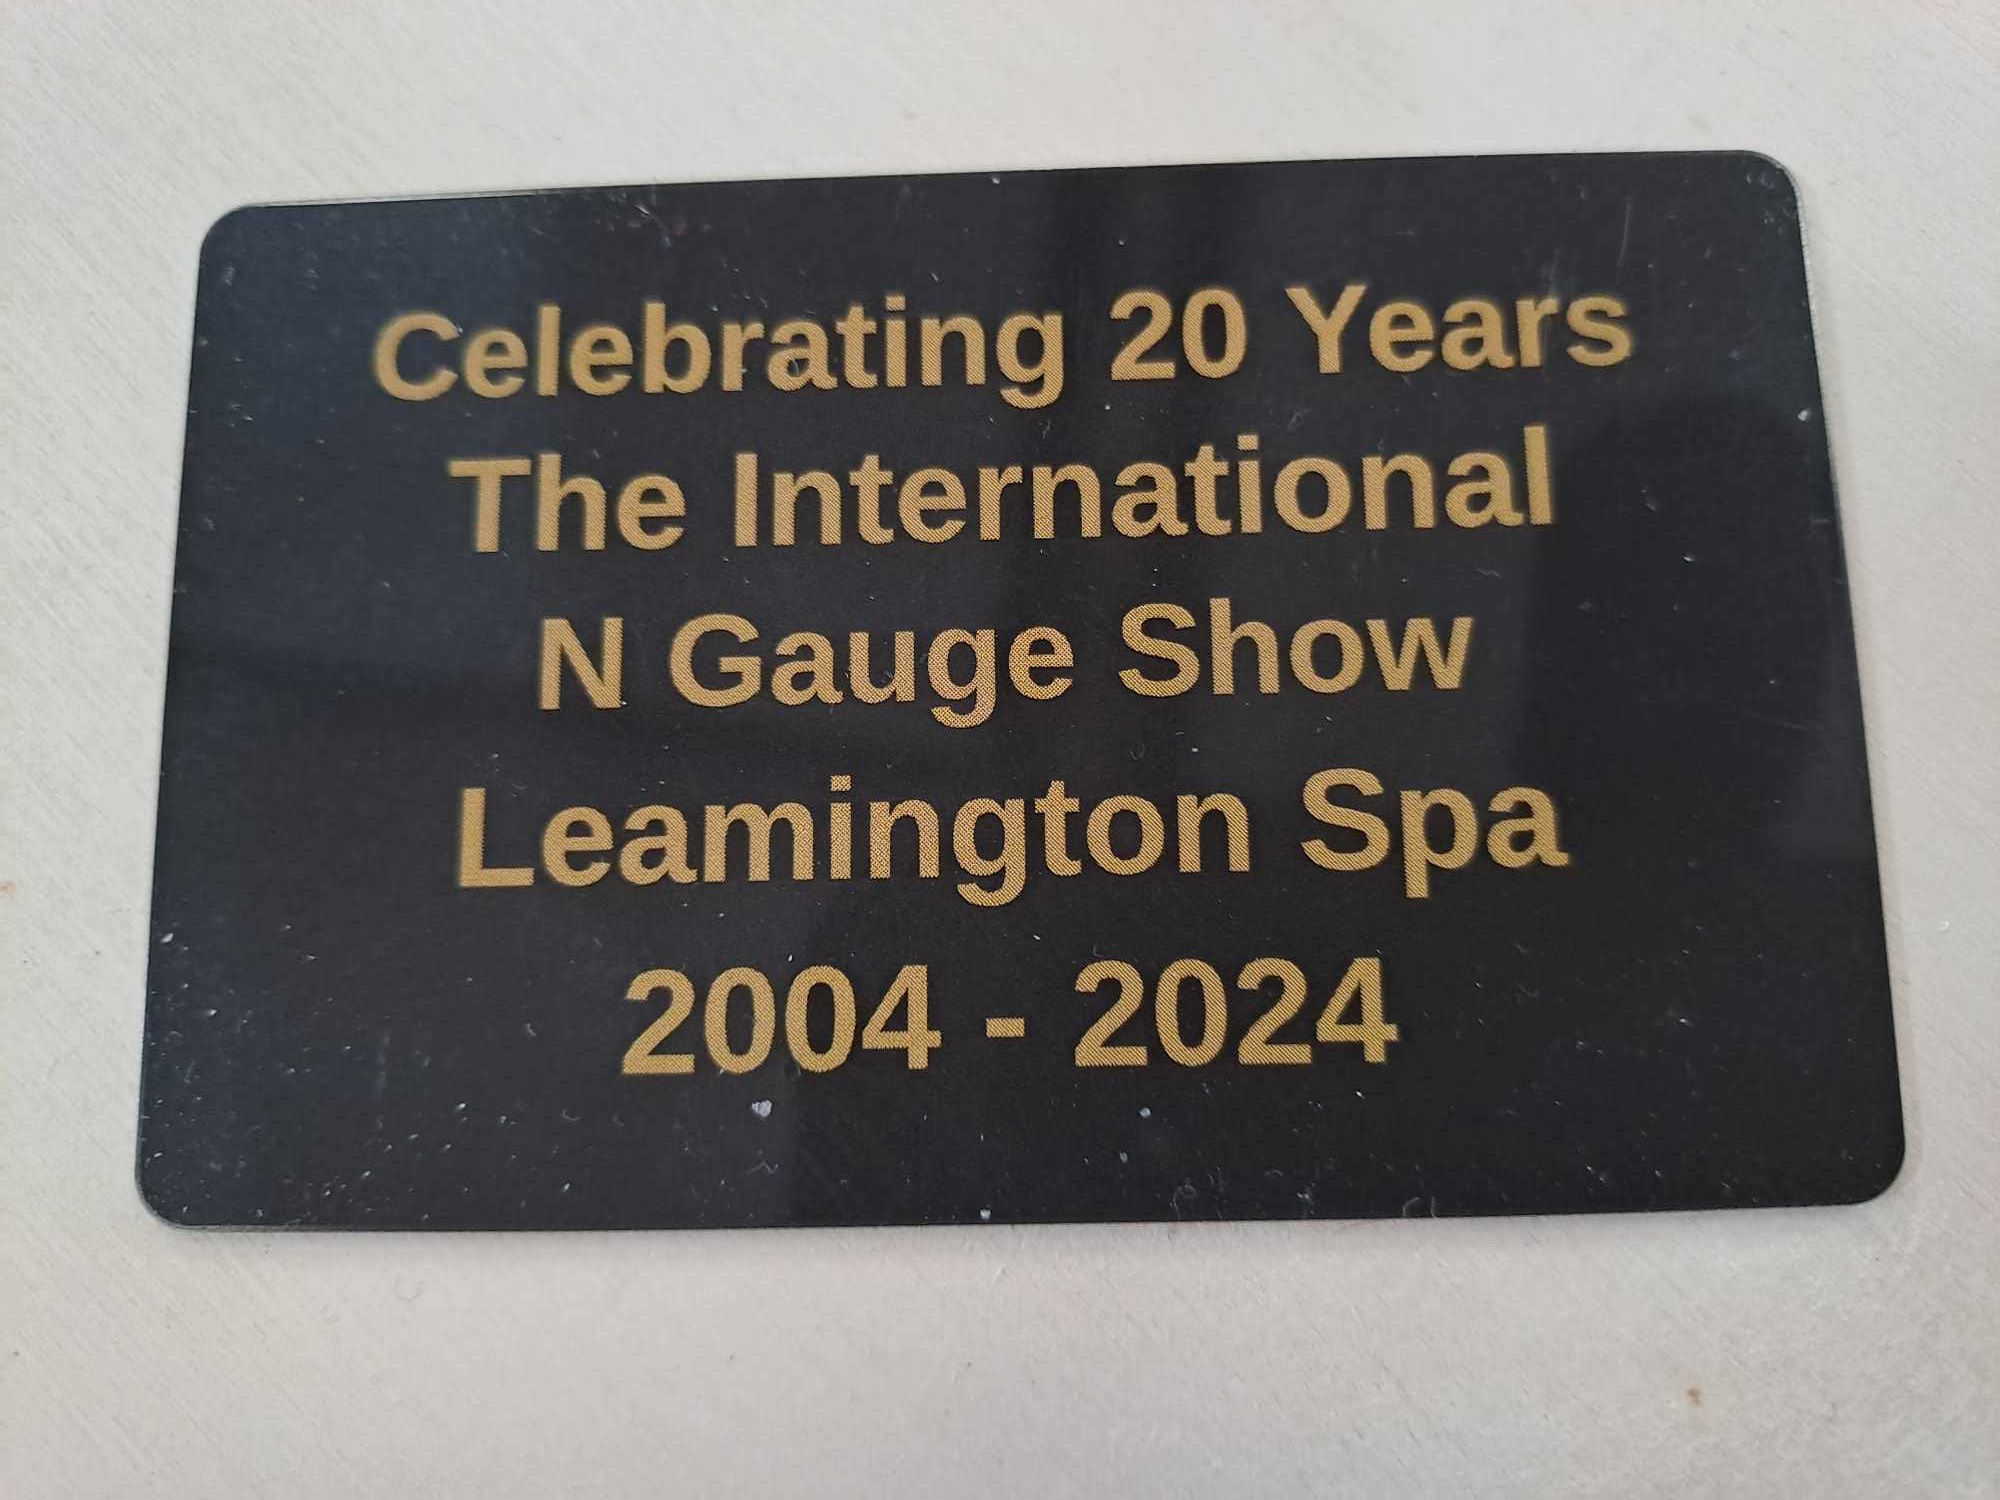 Celebrating 20 Years
The International
N Gauge Show
Leamington Spa
2004 - 2024